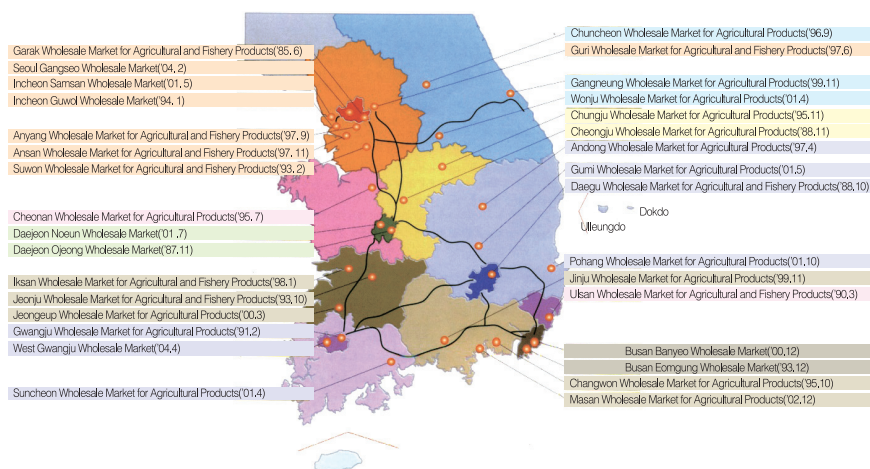 Garak Wholesale Market for Agricultural and Fishery Products('85. 6)
Seoul Gangseo Wholesale Market('04, 2)
Incheon Samsan Wholesale Market('01, 5)
Incheon Guwol Wholesale Market('94. 1)
Anyang Wholesale Market for Agricultural and Fishery Products('97. 9)
Ansan Wholesale Market for Agricultural and Fishery Products('97. 11)
Suwon Wholesale Market for Agricultural and Fishery Products('93. 2)
Cheonan Wholesale Market for Agricultural Products('95. 7)
Daejeon Noeun Wholesale Market('01 .7)
Daejeon Ojeong Wholesale Market('87.11)
Iksan Wholesale Market for Agricultural and Fishery Products('98.1)
Jeonju Wholesale Market for Agricultural and Fishery Products('93,10)
Jeongeup Wholesale Market for Agricultural Products('00.3)
Gwangju Wholesale Market for Agricultural Products('91,2)
West Gwangju Wholesale Market('04,4)
Suncheon Wholesale Market for Agricultural Products('01.4)
Chuncheon Wholesale Market for Agricultural Products('96.9)
Guri Wholesale Market for Agricultural and Fishery Products('97,6)
Gangneung Wholesale Market for Agricultural Products('99.11)
Wonju Wholesale Market for Agricultural Products('01.4)
Chungju Wholesale Market for Agricultural Products('95.11)
Cheongju Wholesale Market for Agricultural and Fishery Products('88.11)
Andong Wholesale Market for Agricultural Products('97,4)
Gumi Wholesale Market for Agricultural Products('01,5)
Daegu Wholesale Market for Agricultural and Fishery Products('88,10)
Dokdo
Ulleungdo
Pohang Wholesale Market for Agricultural Products('01,10)
Jinju Wholesale Market for Agricultural Products('99,11)
Ulsan Wholesale Market for Agricultural and Fishery Products('90,3)
Busan Banyeo Wholesale Market('00,12)
Busan Eomgung Wholesale Market('93,12)
Changwon Wholesale Market for Agricultural Products('95,10)
Masan Wholesale Market for Agricultural Products('02.12)